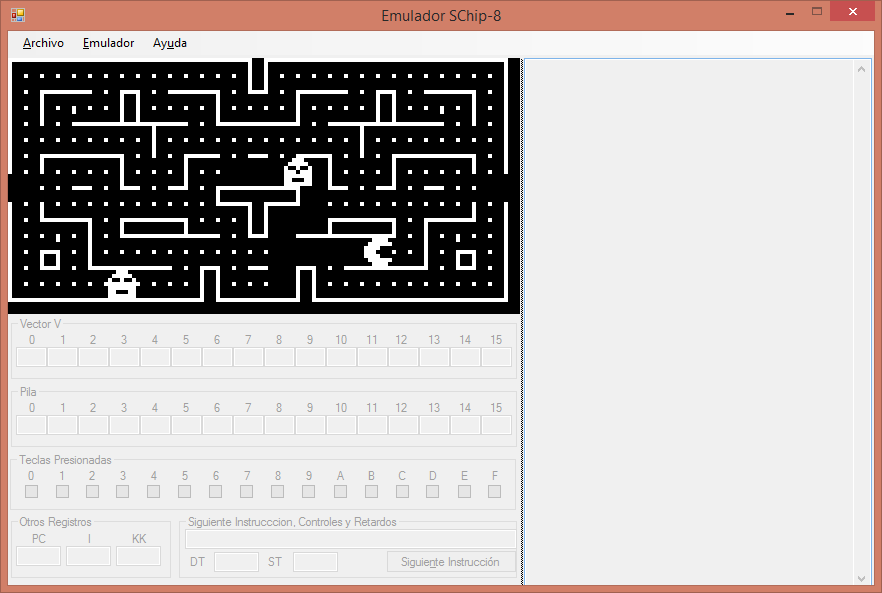 Emulador SChip-8
Archivo Emulador Ayuda
Vector V
0 1 2 3 4 5 6 7 8 9 10 11 12 13 14 15
Pila
0 1 2 3 4 5 6 7 8 9 10 11 12 13 14 15
Teclas Presionadas
0 1 2 3 4 5 6 7 8 9 A B C D E F
Otros Registros
PC I KK
Siguiente Instrucccion, Controles y Retardos
DT ST Siguiente Instrucción